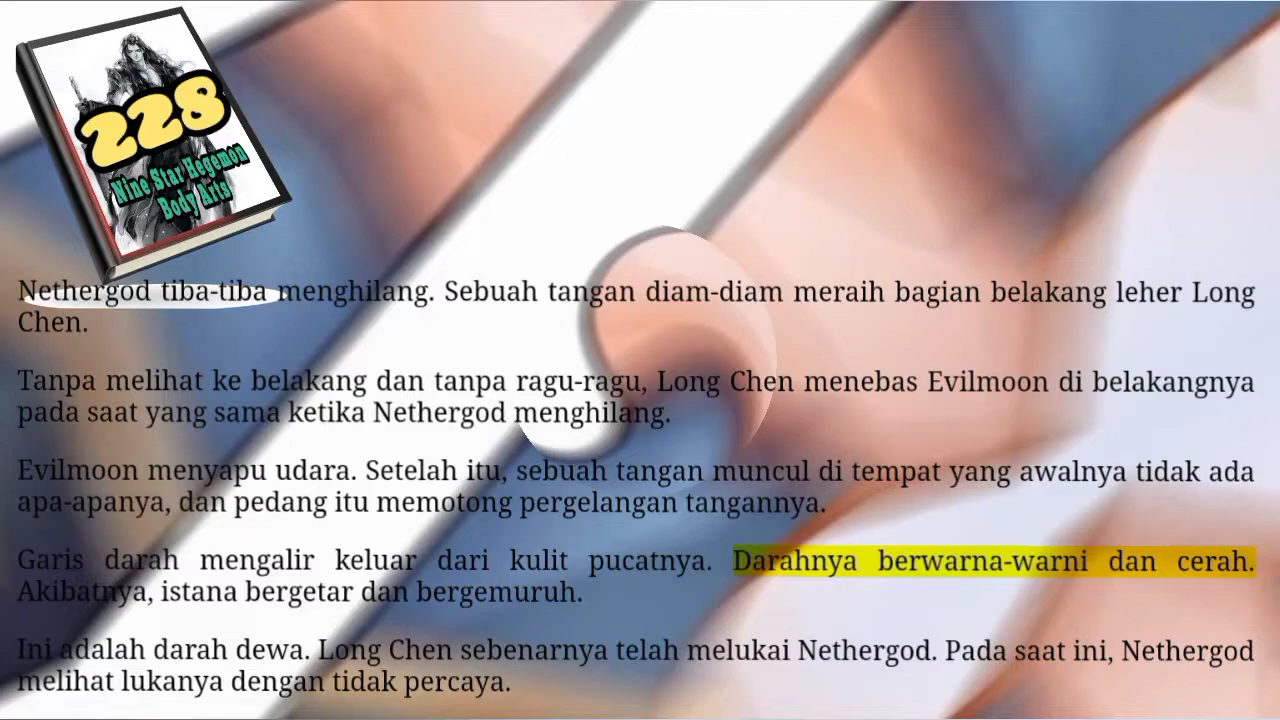 228
Nine Star Hegemon
Body Arts
Nethergod tiba-tiba menghilang. Sebuah tangan diam-diam meraih bagian belakang leher Long
Chen.
Tanpa melihat ke belakang dan tanpa ragu-ragu, Long Chen menebas Evilmoon di belakangnya
pada saat yang sama ketika Nethergod menghilang.
Evilmoon menyapu udara. Setelah itu, sebuah tangan muncul di tempat yang awalnya tidak ada
apa-apanya, dan pedang itu memotong pergelangan tangannya.
Garis darah mengalir keluar dari kulit pucatnya. Darahnya berwarna-warni dan cerah.
Akibatnya, istana bergetar dan bergemuruh.
Ini adalah darah dewa. Long Chen sebenarnya telah melukai Nethergod. Pada saat ini, Nethergod
melihat lukanya dengan tidak percaya.